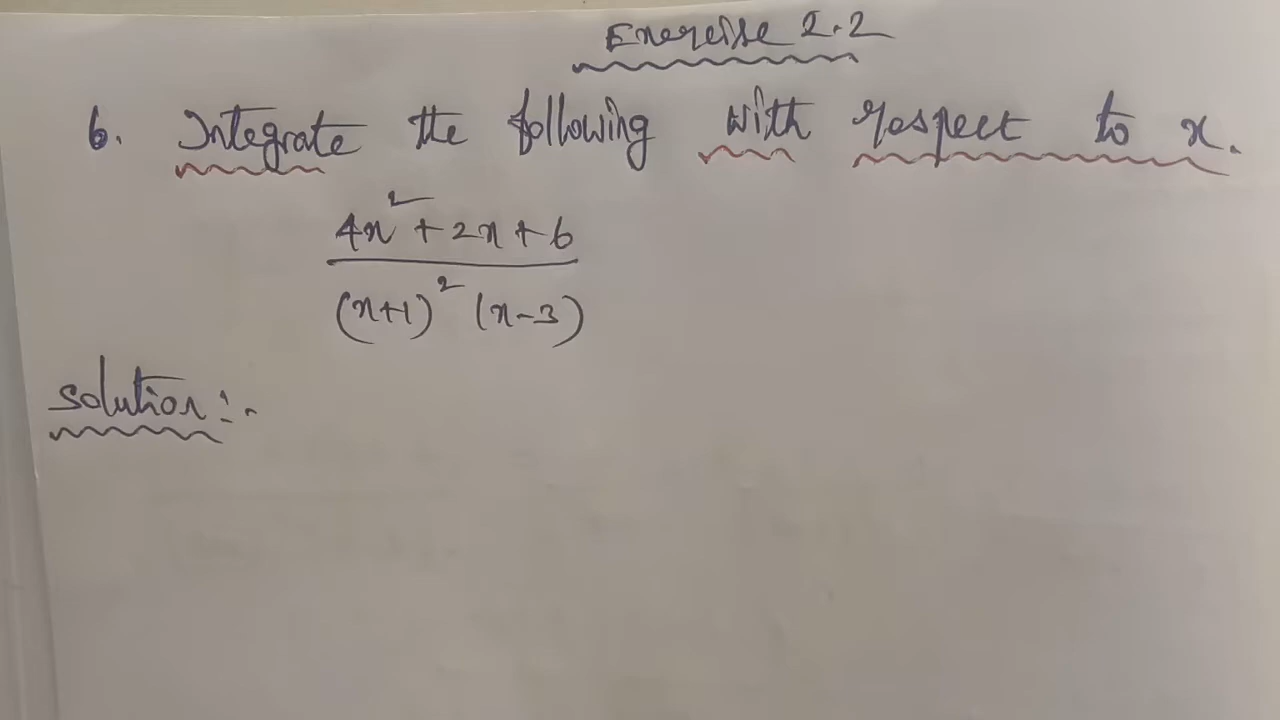 Exercise 2.2
6. Integrate the following with respect to x.
4x² + 2x + 6
(x+1)² (x-3)
Solution:-